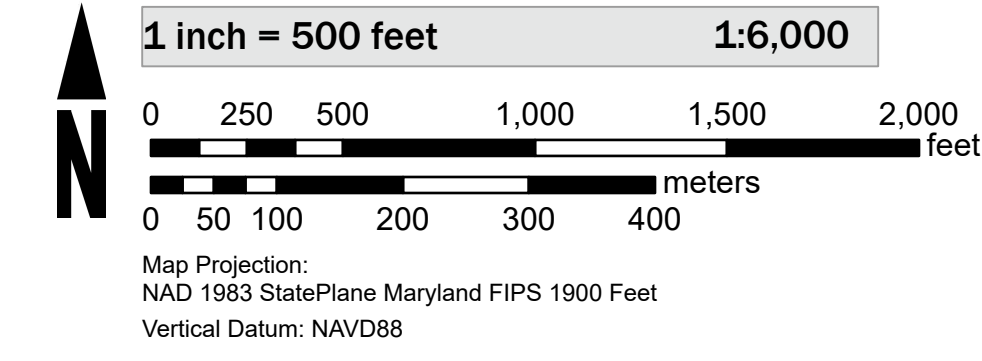 1 inch = 500 feet 1:6,000
0 250 500 1,000 1,500 2,000
feet
N
meters
0 50 100 200 300 400
Map Projection:
NAD 1983 StatePlane Maryland FIPS 1900 Feet
Vertical Datum: NAVD88